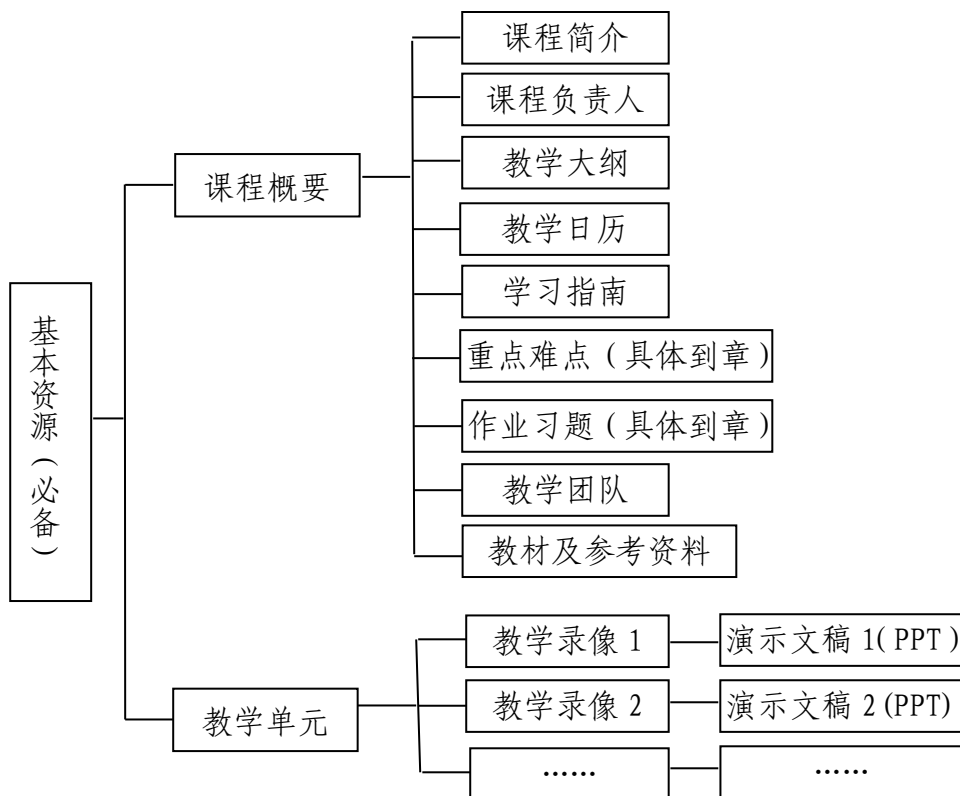 课程简介
课程负责人
教学大纲
课程概要
教学日历
学习指南
基本资源（必备）
重点难点（具体到章）
作业习题（具体到章）
教学团队
教材及参考资料
教学录像 1
演示文稿 1( PPT )
教学单元
教学录像 2
演示文稿 2 (PPT)
……
……